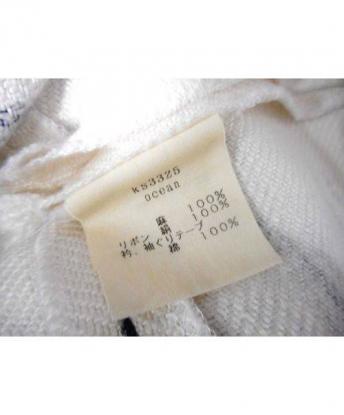 ks3325
ocean
麻 100%
リボン 絹 100%
衿、袖ぐりテープ
綿 100%